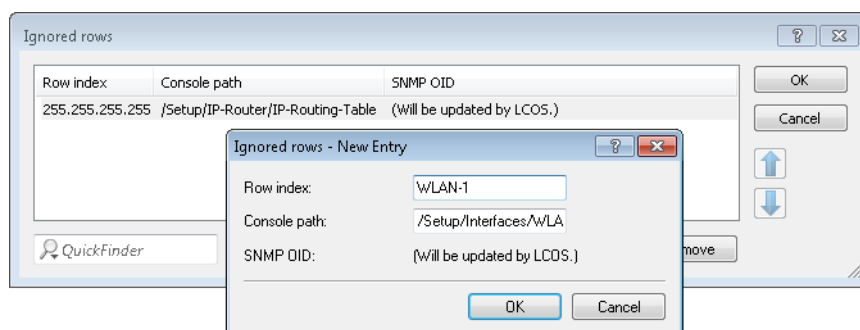 Ignored rows
Row index Console path SNMP OID
255.255.255.255 /Setup/IP-Router/IP-Routing-Table (Will be updated by LCOS.)
OK
Cancel
Ignored rows - New Entry
Row index: WLAN-1
Console path: /Setup/Interfaces/WLA
SNMP OID: (Will be updated by LCOS.)
QuickFinder
move
OK Cancel